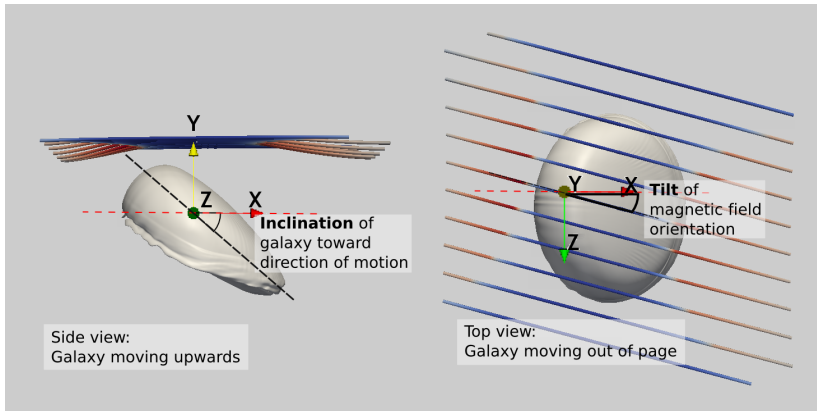 Y
Z X
Inclination of
galaxy toward
direction of motion
Side view:
Galaxy moving upwards
Y X
Tilt of
magnetic field
orientation
Z
Top view:
Galaxy moving out of page